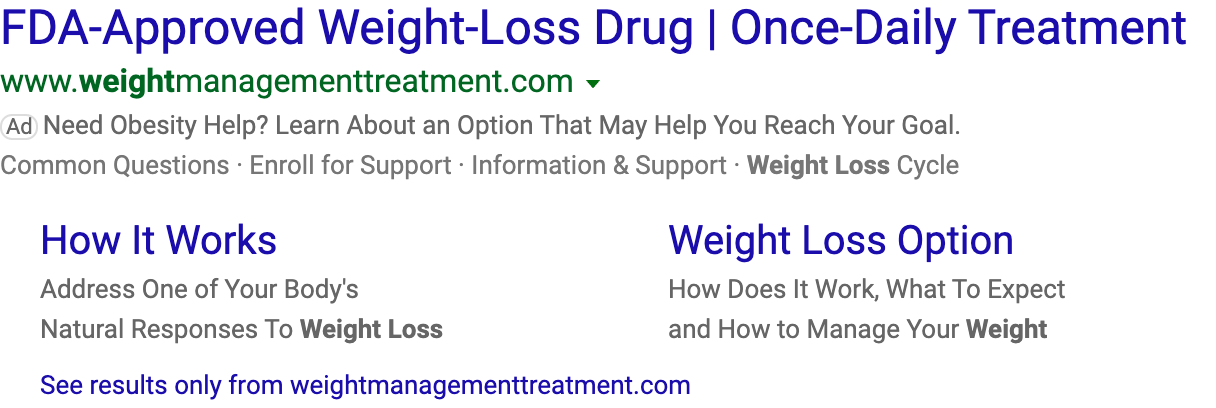 FDA-Approved Weight-Loss Drug | Once-Daily Treatment
www.weightmanagementtreatment.com
Ad Need Obesity Help? Learn About an Option That May Help You Reach Your Goal.
Common Questions · Enroll for Support · Information & Support · Weight Loss Cycle
How It Works
Address One of Your Body's
Natural Responses To Weight Loss
Weight Loss Option
How Does It Work, What To Expect
and How to Manage Your Weight
See results only from weightmanagementtreatment.com